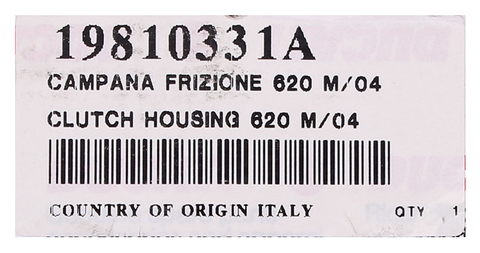 19810331A
CAMPANA FRIZIONE 620 M/04
CLUTCH HOUSING 620 M/04
COUNTRY OF ORIGIN ITALY QTY 1